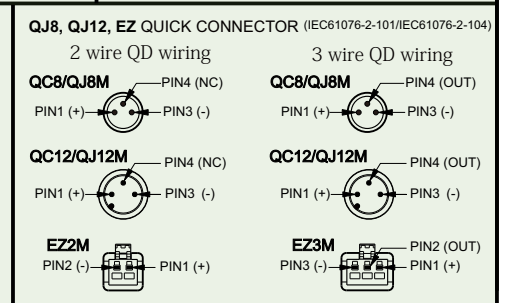 QJ8, QJ12, EZ QUICK CONNECTOR (IEC61076-2-101/IEC61076-2-104)
2 wire QD wiring
3 wire QD wiring
QC8/QJ8M
PIN4 (NC)
PIN1 (+)
PIN3 (-)
QC8/QJ8M
PIN4 (OUT)
PIN1 (+)
PIN3 (-)
QC12/QJ12M
PIN4 (NC)
PIN1 (+)
PIN3 (-)
QC12/QJ12M
PIN4 (OUT)
PIN1 (+)
PIN3 (-)
EZ2M
PIN2 (-)
PIN1 (+)
EZ3M
PIN2 (OUT)
PIN3 (-)
PIN1 (+)